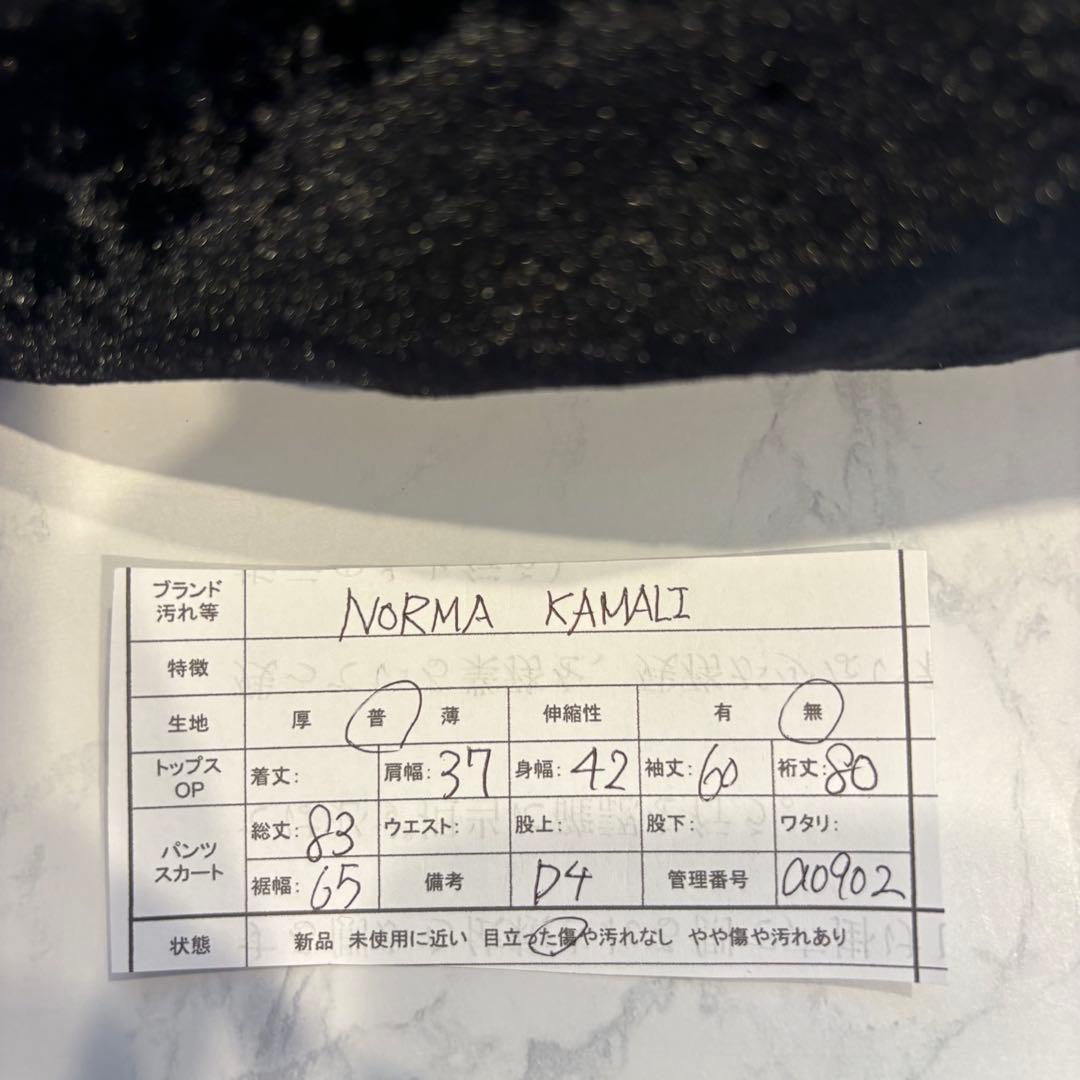 ブランド 汚れ等 NORMA KAMALI
特徴
生地 厚 普 薄 伸縮性 有 無
トップス OP 着丈: 肩幅: 37 身幅: 42 袖丈: 60 裄丈: 80
パンツ スカート 総丈: 83 ウエスト: 股上: 股下: ワタリ:
裾幅: 65 備考 D4 管理番号 a0902
状態 新品 未使用に近い 目立った傷や汚れなし やや傷や汚れあり